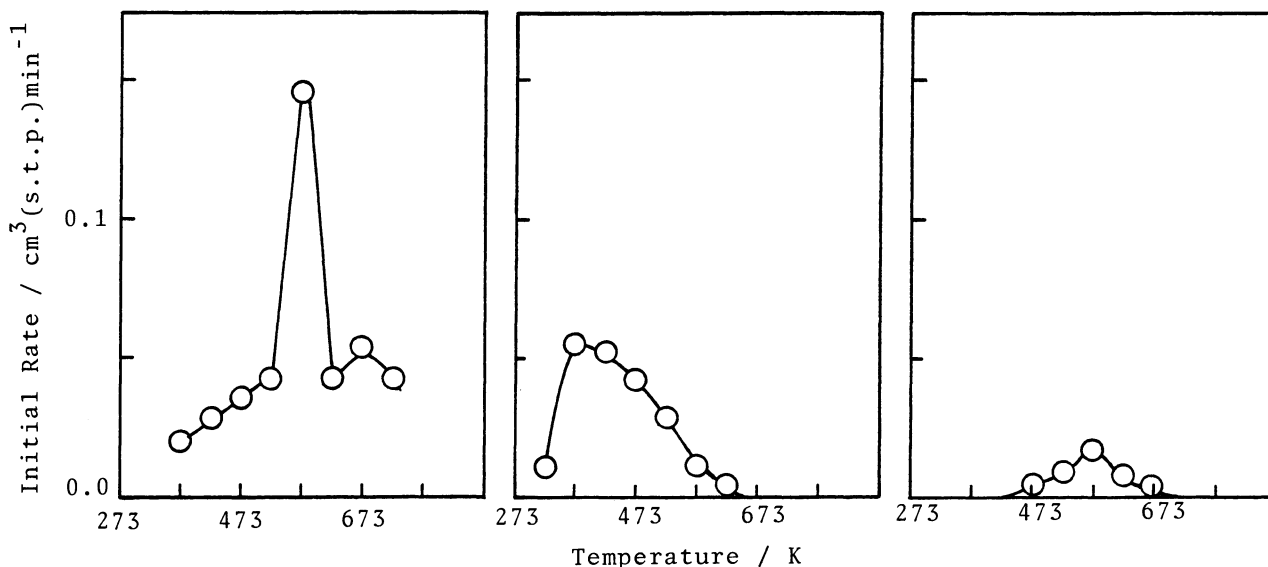 Initial Rate / cm³(s.t.p.)min⁻¹
0.1
0.0
273 473 673 273 473 673 273 473 673
Temperature / K